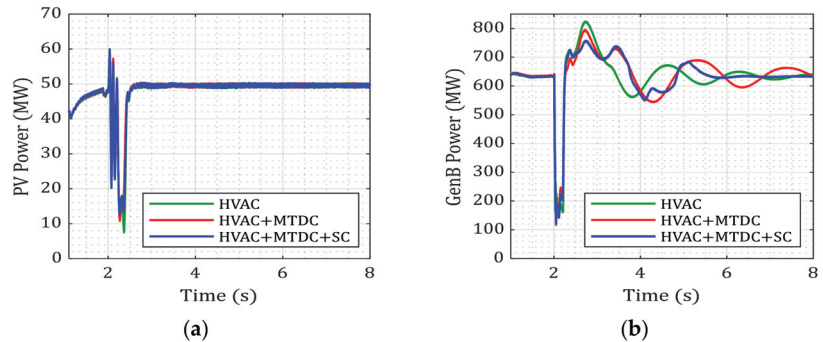 70
60
50
40
30
20
10
0
PV Power (MW)
HVAC
HVAC+MTDC
HVAC+MTDC+SC
2
4
6
8
Time (s)
(a)
800
700
600
500
400
300
200
100
0
GenB Power (MW)
HVAC
HVAC+MTDC
HVAC+MTDC+SC
2
4
6
8
Time (s)
(b)